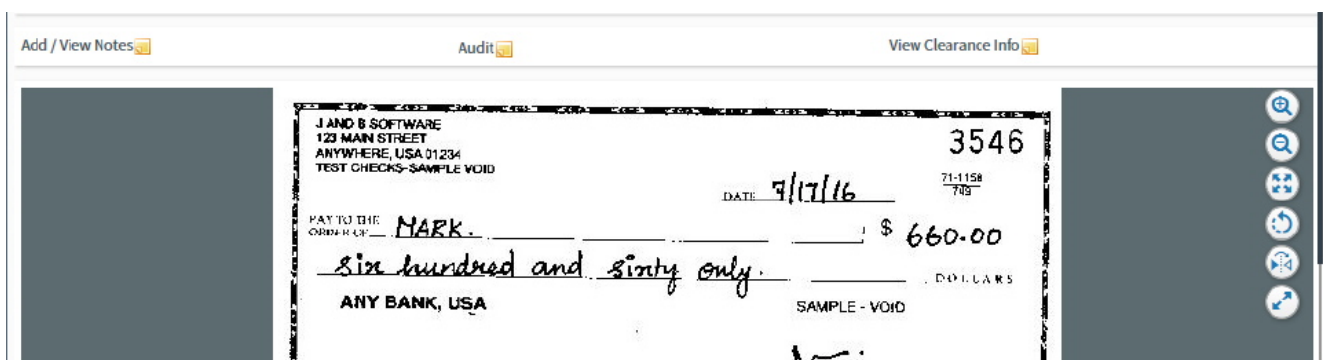 Add / View Notes Audit View Clearance Info
J AND B SOFTWARE
123 MAIN STREET
ANYWHERE, USA 01234
TEST CHECKS-SAMPLE VOID
3546
71-1158
749
DATE 7/17/16
PAY TO THE
ORDER OF MARK. $ 660.00
Six hundred and sixty only. DOLLARS
ANY BANK, USA SAMPLE - VOID